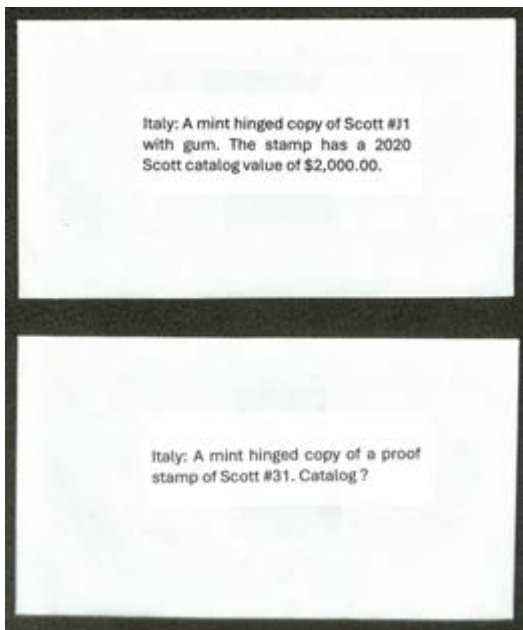 Italy: A mint hinged copy of Scott #J1
with gum. The stamp has a 2020
Scott catalog value of $2,000.00.
Italy: A mint hinged copy of a proof
stamp of Scott #31. Catalog ?